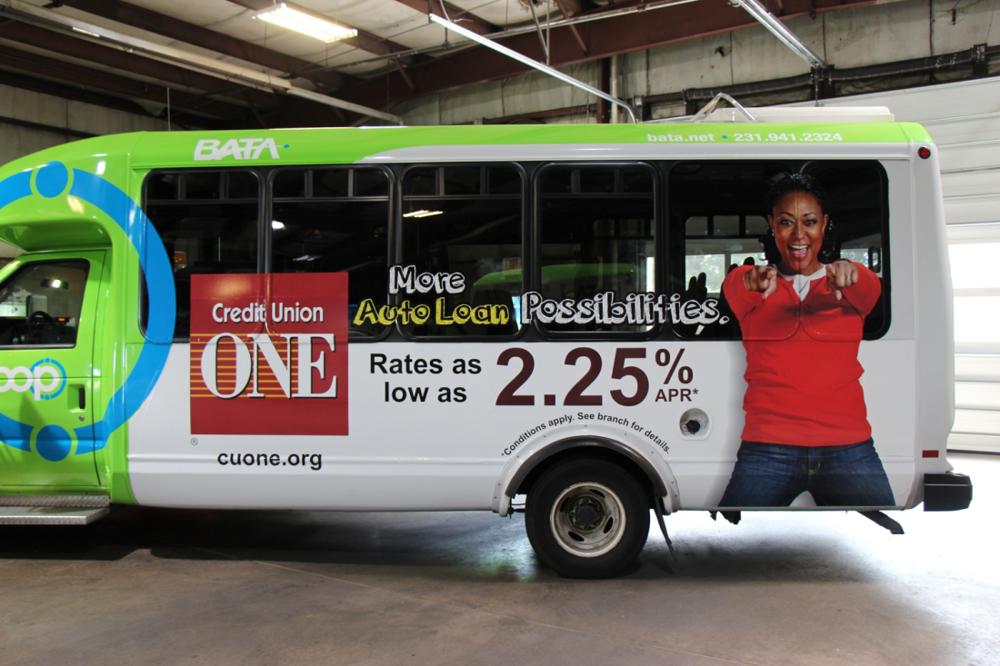 BATA
bata.net • 231.941.2324
More
Auto Loan Possibilities.
Credit Union
ONE
®
cuone.org
Rates as
low as
2.25%
APR*
*Conditions apply. See branch for details.